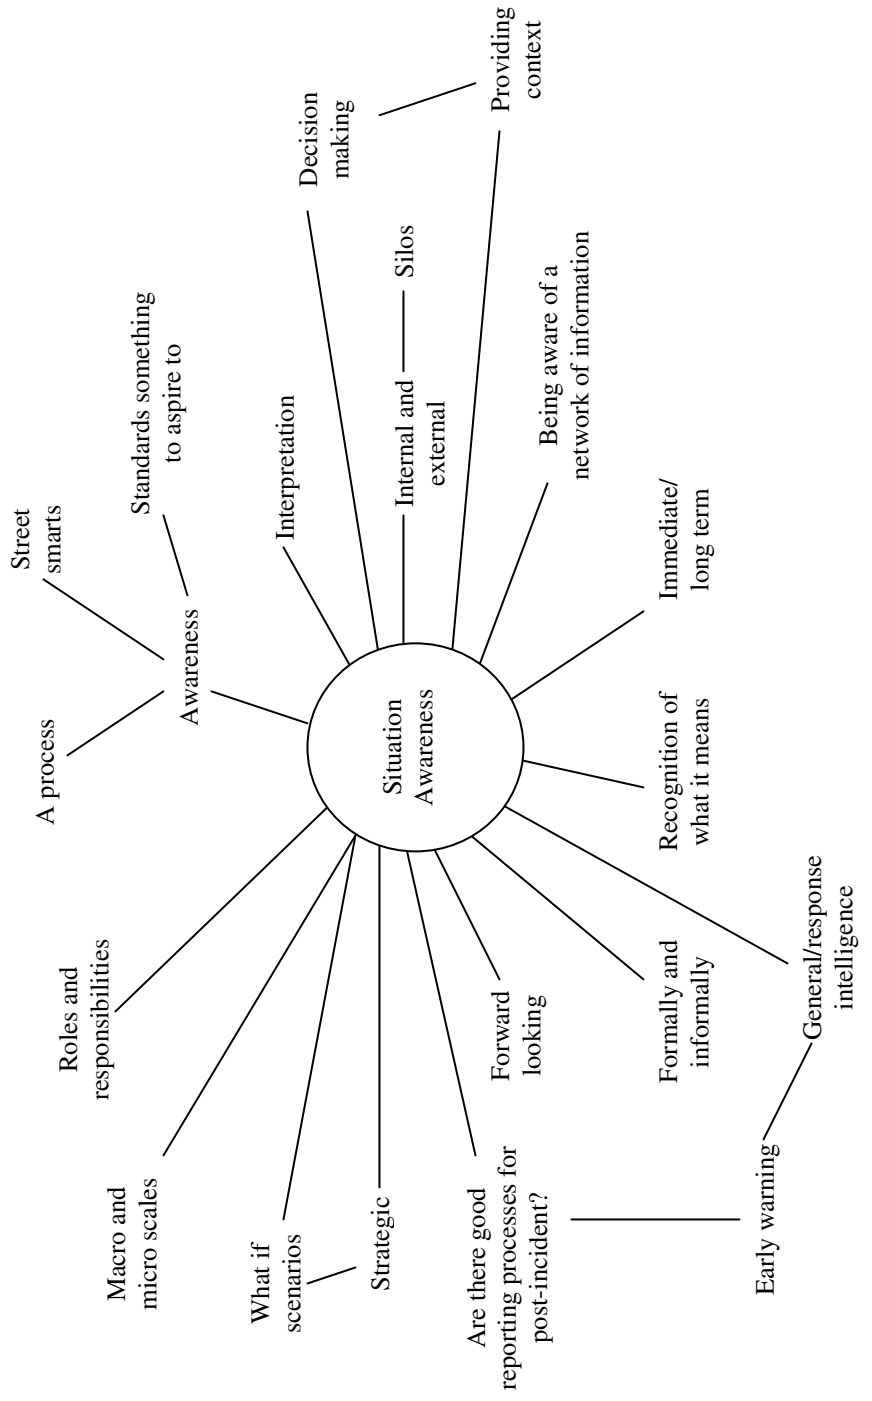 Street
smarts
A process
Standards something
to aspire to
Awareness
Roles and
responsibilities
Macro and
micro scales
Interpretation
Decision
making
What if
scenarios
Situation
Awareness
Internal and
external
Silos
Strategic
Providing
context
Forward
looking
Are there good
reporting processes for
post-incident?
Being aware of a
network of information
Immediate/
long term
Recognition of
what it means
Formally and
informally
General/response
intelligence
Early warning